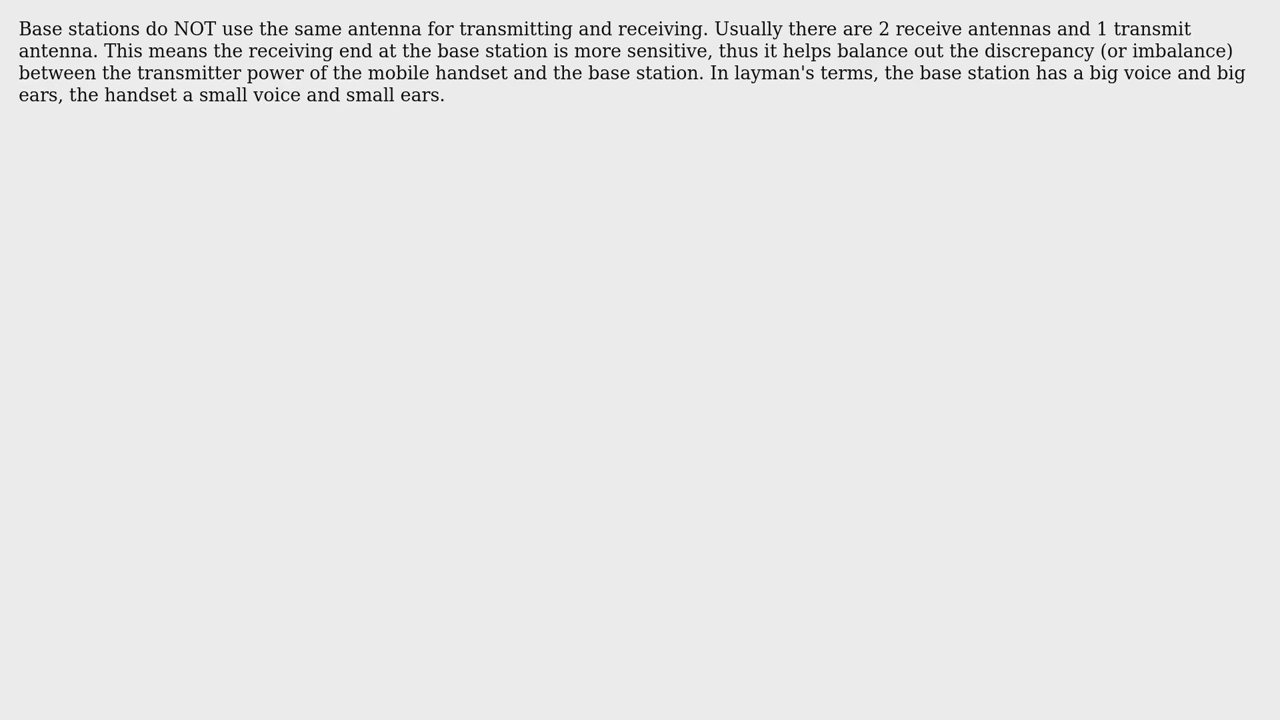 Base stations do NOT use the same antenna for transmitting and receiving. Usually there are 2 receive antennas and 1 transmit
antenna. This means the receiving end at the base station is more sensitive, thus it helps balance out the discrepancy (or imbalance)
between the transmitter power of the mobile handset and the base station. In layman's terms, the base station has a big voice and big
ears, the handset a small voice and small ears.